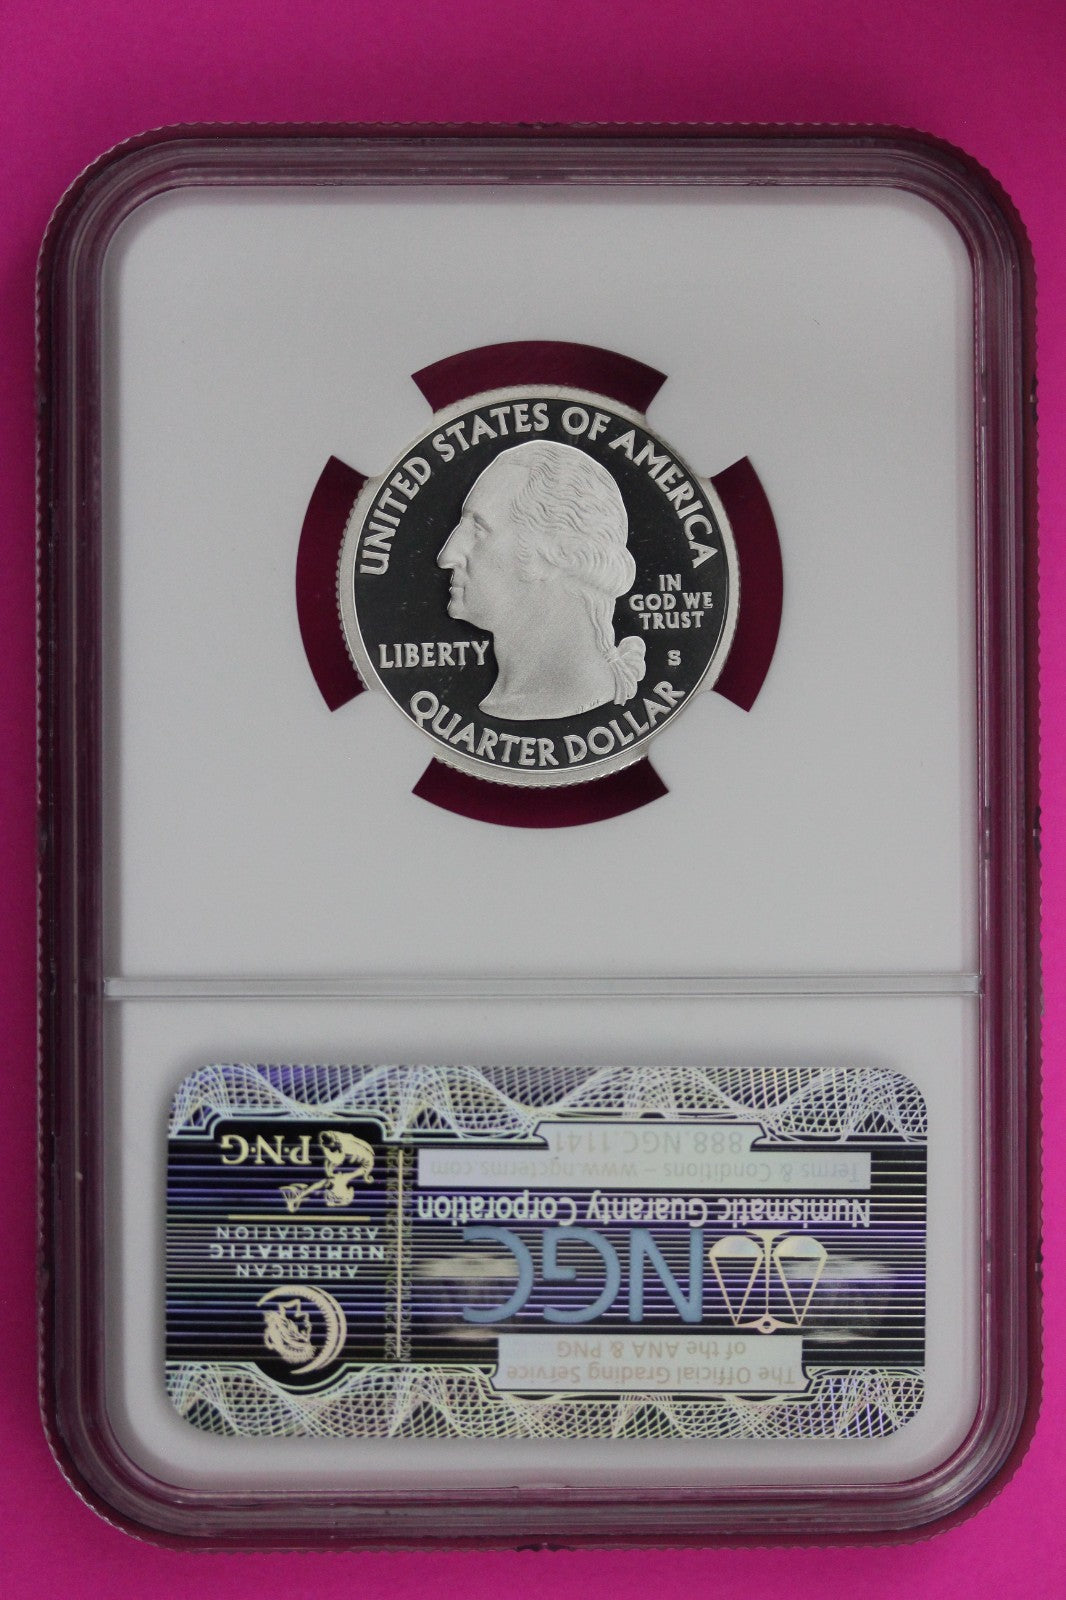 UNITED STATES OF AMERICA
LIBERTY
IN
GOD WE
TRUST
S
QUARTER DOLLAR
The Official Grading Service
of the ANA & PNG
NGC
Numismatic Guaranty Corporation
Terms & Conditions – www.ngcterms.com
888.NGC.1141
AMERICAN
NUMISMATIC
ASSOCIATION
P·N·G